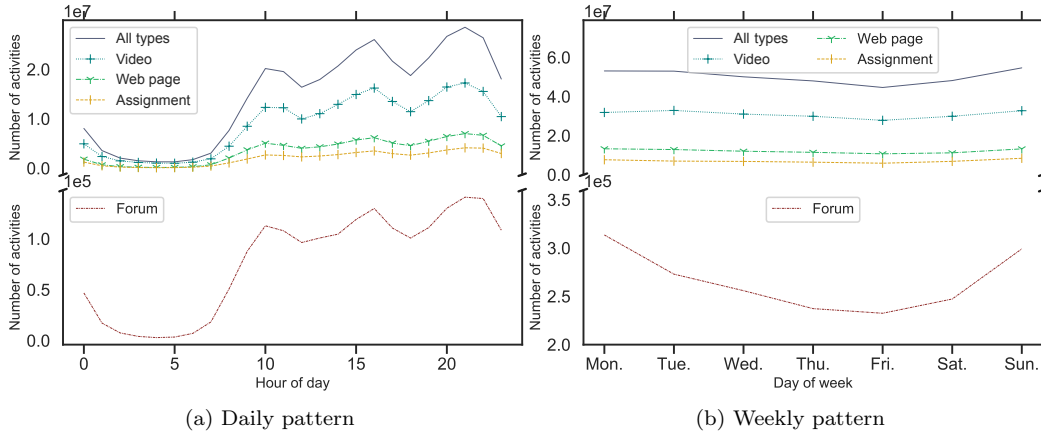 1e7
Number of activities
2.0
1.0
0.0
All types
Video
Web page
Assignment
1e5
Number of activities
1.0
0.5
0.0
Forum
0 5 10 15 20
Hour of day
(a) Daily pattern
1e7
Number of activities
6.0
4.0
2.0
0.0
All types Web page
Video Assignment
1e5
Number of activities
3.5
3.0
2.5
2.0
Forum
Mon. Tue. Wed. Thu. Fri. Sat. Sun.
Day of week
(b) Weekly pattern